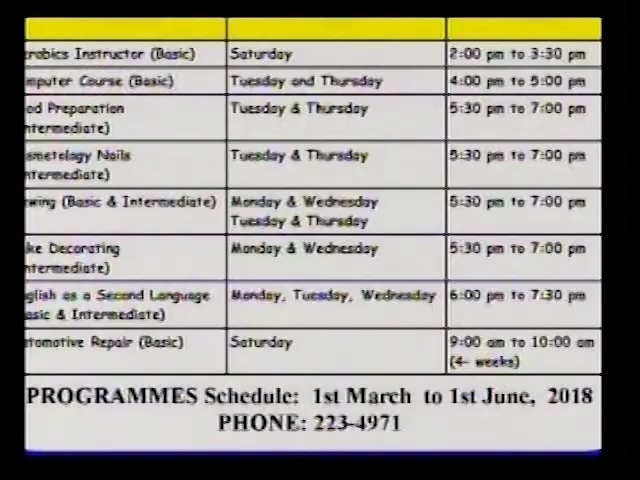 robics Instructor (Basic) Saturday 2:00 pm to 3:30 pm
mputer Course (Basic) Tuesday and Thursday 4:00 pm to 5:00 pm
od Preparation Tuesday & Thursday 5:30 pm to 7:00 pm
ntermediate)
smetology Nails Tuesday & Thursday 5:30 pm to 7:00 pm
ntermediate)
wing (Basic & Intermediate) Monday & Wednesday 5:30 pm to 7:00 pm
Tuesday & Thursday
ke Decorating Monday & Wednesday 5:30 pm to 7:00 pm
ntermediate)
glish as a Second Language Monday, Tuesday, Wednesday 6:00 pm to 7:30 pm
asic & Intermediate)
tomotive Repair (Basic) Saturday 9:00 am to 10:00 am
(4- weeks)
PROGRAMMES Schedule: 1st March to 1st June, 2018
PHONE: 223-4971